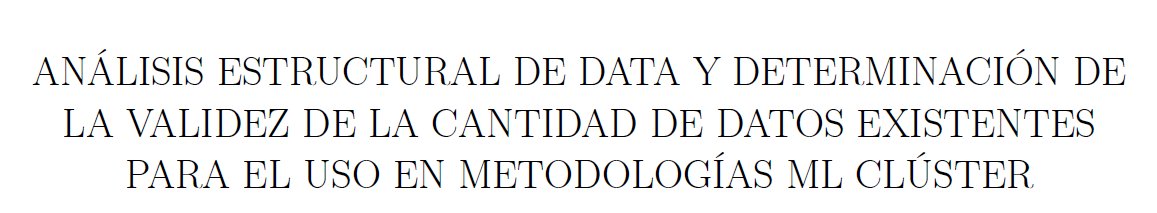 ANÁLISIS ESTRUCTURAL DE DATA Y DETERMINACIÓN DE
LA VALIDEZ DE LA CANTIDAD DE DATOS EXISTENTES
PARA EL USO EN METODOLOGÍAS ML CLÚSTER